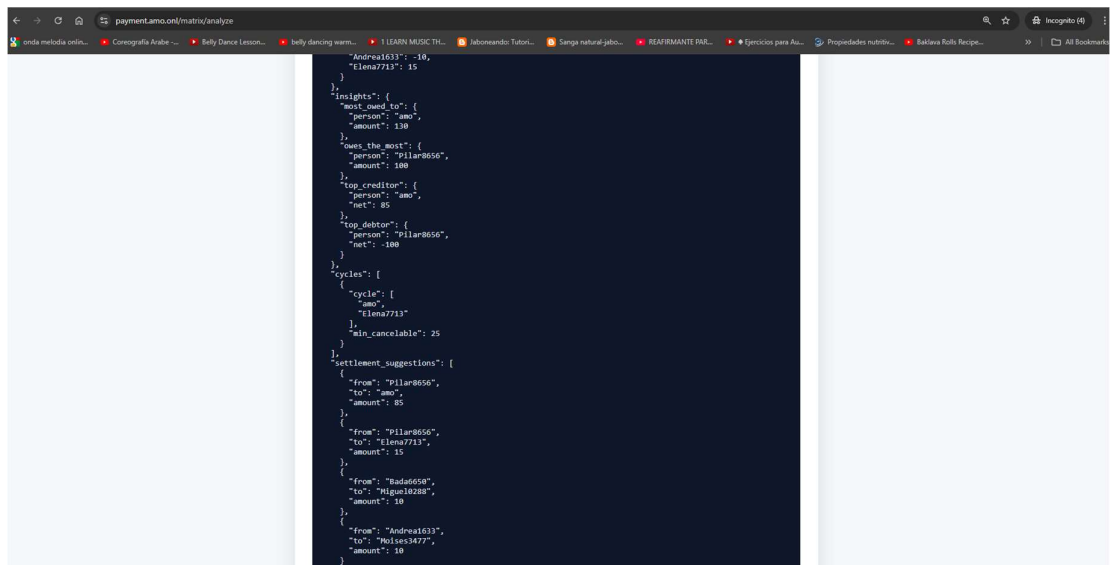 payment.amo.onl/matrix/analyze
Incognito (4)
onda melodia onlin...
Coreografía Arabe -...
Belly Dance Lesson...
belly dancing warm...
1 LEARN MUSIC TH...
Jaboneando: Tutori...
Sanga natural-jabo...
REAFIRMANTE PAR...
Ejercicios para Au...
Propiedades nutritiv...
Baklava Rolls Recipe...
All Bookmarks
"Andrea1633": -10,
"Elena7713": 15
}
},
"insights": {
"most_owed_to": {
"person": "amo",
"amount": 130
},
"owes_the_most": {
"person": "Pilar8656",
"amount": 100
},
"top_creditor": {
"person": "amo",
"net": 85
},
"top_debtor": {
"person": "Pilar8656",
"net": -100
}
},
"cycles": [
{
"cycle": [
"amo",
"Elena7713"
],
"min_cancelable": 25
}
],
"settlement_suggestions": [
{
"from": "Pilar8656",
"to": "amo",
"amount": 85
},
{
"from": "Pilar8656",
"to": "Elena7713",
"amount": 15
},
{
"from": "Bada6650",
"to": "Miguel0288",
"amount": 10
},
{
"from": "Andrea1633",
"to": "Moises3477",
"amount": 10
}